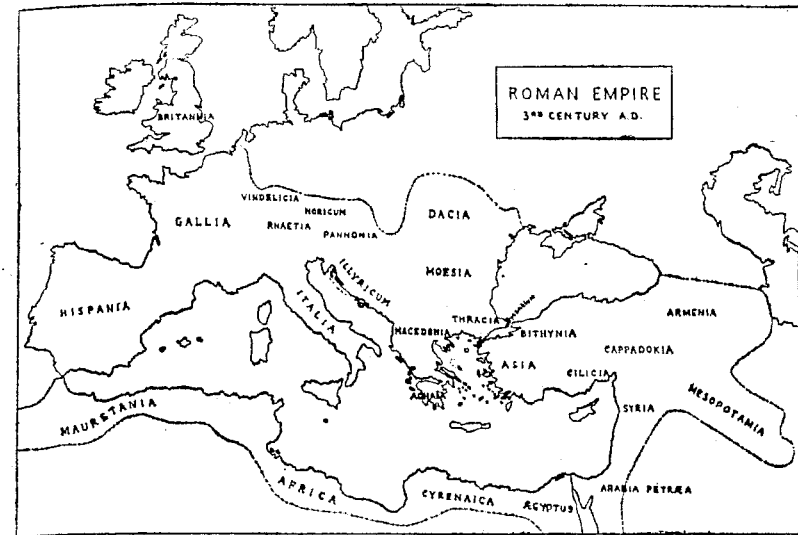 ROMAN EMPIRE
3RD CENTURY A.D.
BRITANNIA
VINDELICIA
NORICUM
GALLIA
RHAETIA
PANNONIA
DACIA
MOESIA
ILLYRICUM
ITALIA
HISPANIA
THRACIA
MACEDONIA
BITHYNIA
ARMENIA
CAPPADOKIA
ASIA
CILICIA
ACHAIA
SYRIA
MESOPOTAMIA
MAURETANIA
AFRICA
CYRENAICA
ÆGYPTUS
ARABIA PETRÆA